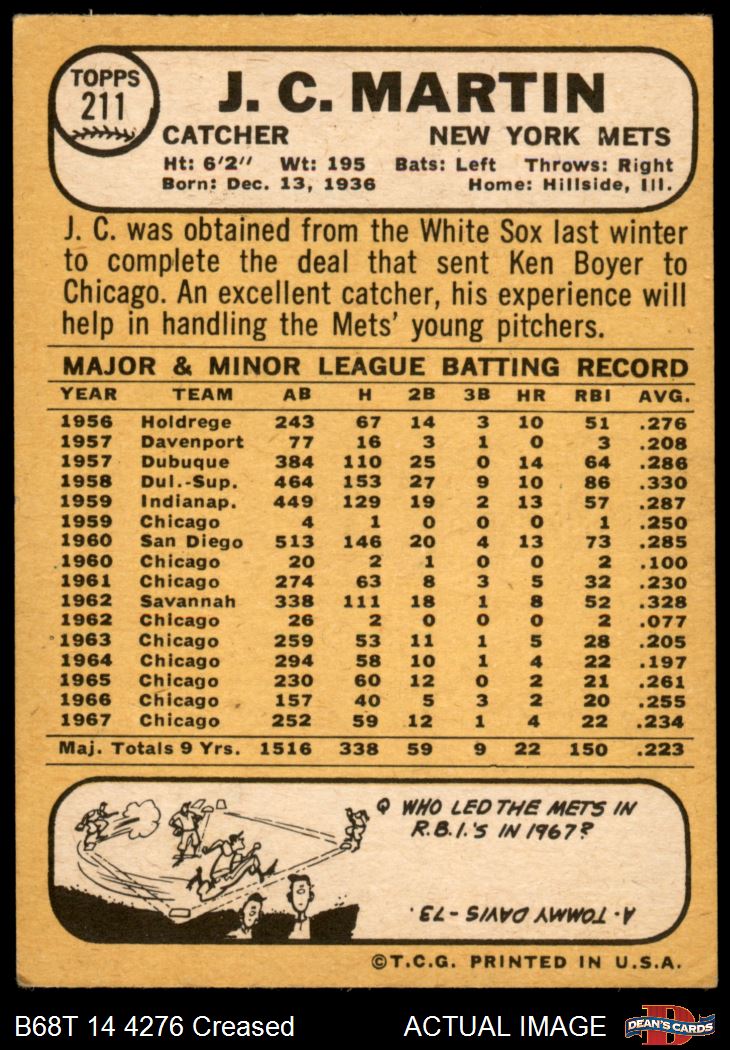 TOPPS
211
J. C. MARTIN
CATCHER NEW YORK METS
Ht: 6'2" Wt: 195 Bats: Left Throws: Right
Born: Dec. 13, 1936 Home: Hillside, Ill.
J. C. was obtained from the White Sox last winter
to complete the deal that sent Ken Boyer to
Chicago. An excellent catcher, his experience will
help in handling the Mets' young pitchers.
MAJOR & MINOR LEAGUE BATTING RECORD
YEAR TEAM AB H 2B 3B HR RBI AVG.
1956 Holdrege 243 67 14 3 10 51 .276
1957 Davenport 77 16 3 1 0 3 .208
1957 Dubuque 384 110 25 0 14 64 .286
1958 Dul.-Sup. 464 153 27 9 10 86 .330
1959 Indianap. 449 129 19 2 13 57 .287
1959 Chicago 4 1 0 0 0 1 .250
1960 San Diego 513 146 20 4 13 73 .285
1960 Chicago 20 2 1 0 0 2 .100
1961 Chicago 274 63 8 3 5 32 .230
1962 Savannah 338 111 18 1 8 52 .328
1962 Chicago 26 2 0 0 0 2 .077
1963 Chicago 259 53 11 1 5 28 .205
1964 Chicago 294 58 10 1 4 22 .197
1965 Chicago 230 60 12 0 2 21 .261
1966 Chicago 157 40 5 3 2 20 .255
1967 Chicago 252 59 12 1 4 22 .234
Maj. Totals 9 Yrs. 1516 338 59 9 22 150 .223
Q WHO LED THE METS IN
R.B.I.'S IN 1967?
A. TOMMY DAVIS - 73.
©T.C.G. PRINTED IN U.S.A.
B68T 14 4276 Creased ACTUAL IMAGE
DEAN'S CARDS